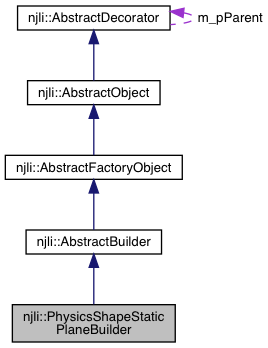 njli::AbstractDecorator
m_pParent
njli::AbstractObject
njli::AbstractFactoryObject
njli::AbstractBuilder
njli::PhysicsShapeStatic
PlaneBuilder